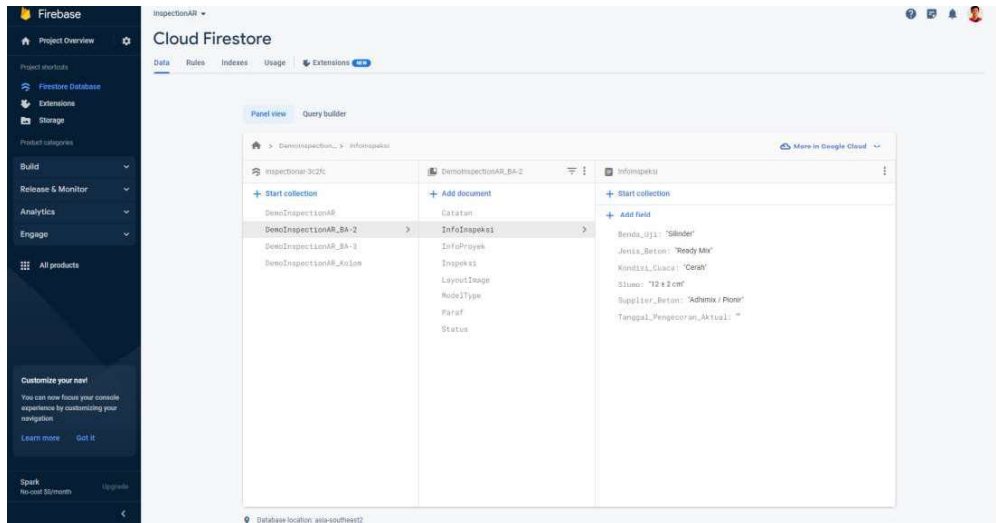 Firebase
Project Overview
Project shortcuts
Firestore Database
Extensions
Storage
Product categories
Build
Release & Monitor
Analytics
Engage
All products
Customize your nav!
You can now focus your console
experience by customizing your
navigation
Learn more Got it
Spark
No-cost $0/month
Upgrade
InspectionAR
Cloud Firestore
Data Rules Indexes Usage Extensions NEW
Panel view Query builder
DemoInspection... > InfoInspeksi
More in Google Cloud
inspectionar-3c2fc
Start collection
DemoInspectionAR
DemoInspectionAR_BA-2
DemoInspectionAR_BA-3
DemoInspectionAR_Kolom
DemoInspectionAR_BA-2
Add document
Catatan
InfoInspeksi
InfoProyek
Inspeksi
LayoutImage
ModelType
Paraf
Status
InfoInspeksi
Start collection
Add field
Benda_Uji: "Silinder"
Jenis_Beton: "Ready Mix"
Kondisi_Cuaca: "Cerah"
Slump: "12 ± 2 cm"
Supplier_Beton: "Adhimix / Pionir"
Tanggal_Pengecoran_Aktual: ""
Database location: asia-southeast2